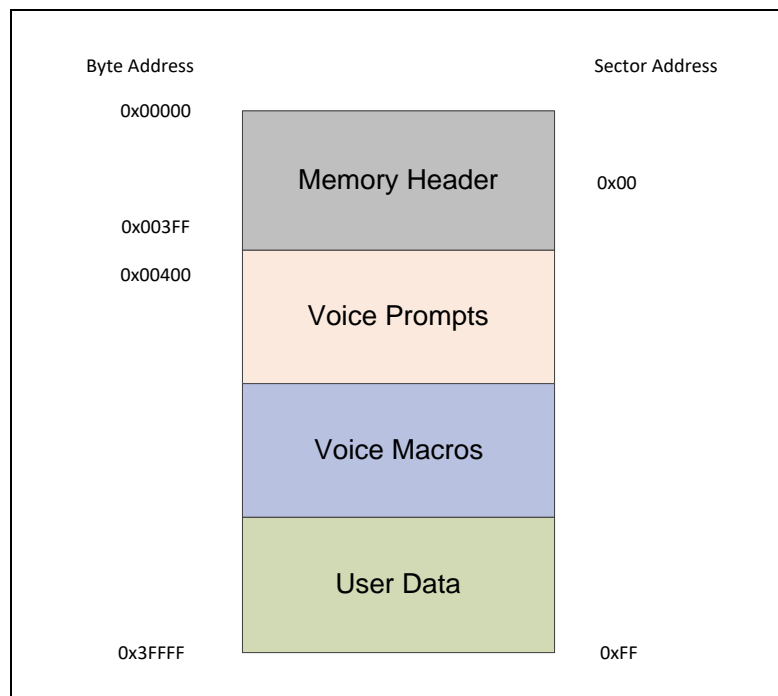 Byte Address
Sector Address
0x00000
Memory Header
0x00
0x003FF
0x00400
Voice Prompts
Voice Macros
User Data
0x3FFFF
0xFF